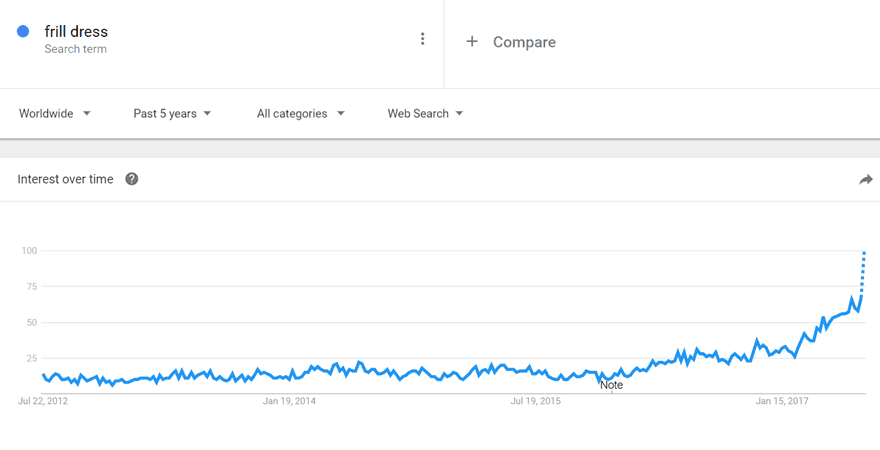 frill dress
Search term
+ Compare
Worldwide
Past 5 years
All categories
Web Search
Interest over time ?
100
75
50
25
Note
Jul 22, 2012
Jan 19, 2014
Jul 19, 2015
Jan 15, 2017